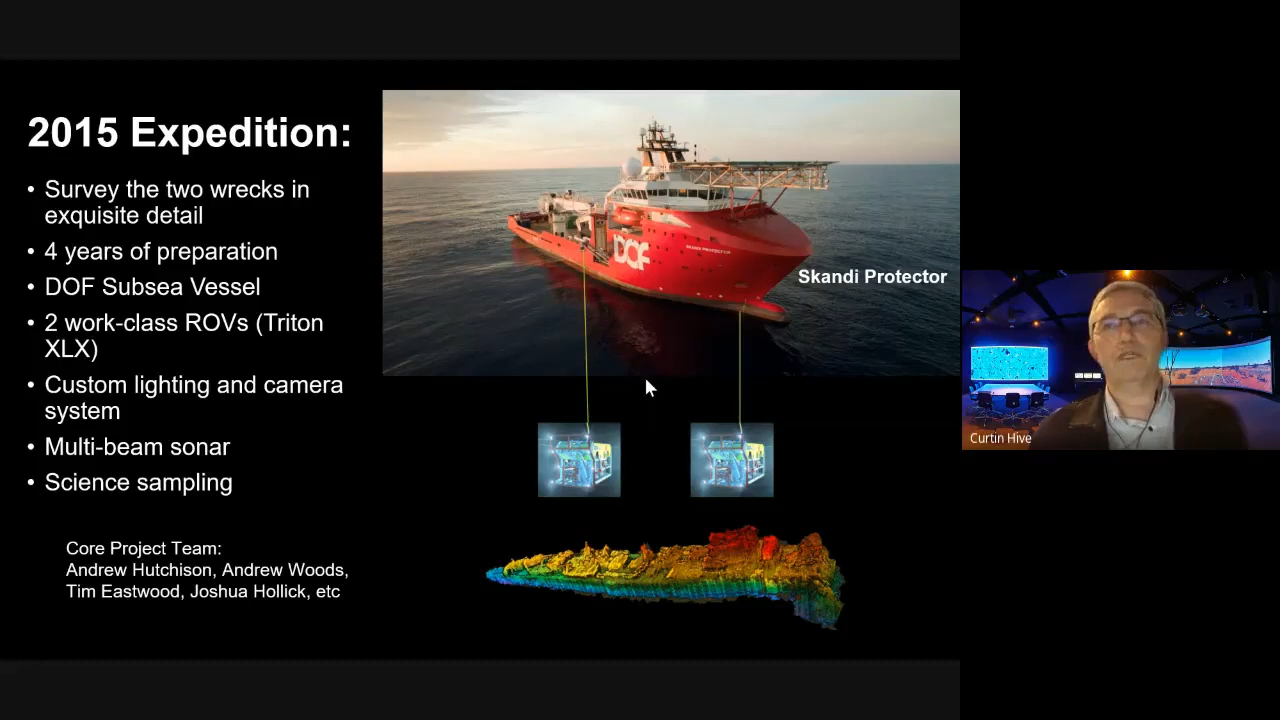 2015 Expedition:
• Survey the two wrecks in
exquisite detail
• 4 years of preparation
• DOF Subsea Vessel
• 2 work-class ROVs (Triton
XLX)
• Custom lighting and camera
system
• Multi-beam sonar
• Science sampling
Core Project Team:
Andrew Hutchison, Andrew Woods,
Tim Eastwood, Joshua Hollick, etc
DOF
SKANDI PROTECTOR
Skandi Protector
Curtin Hive